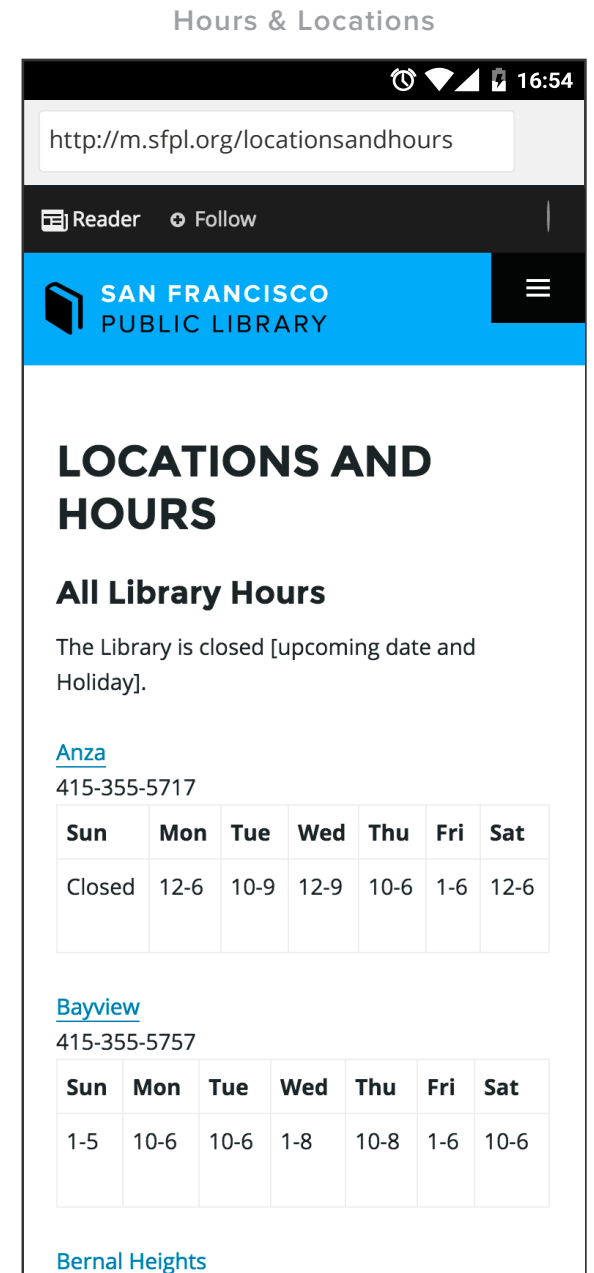 Hours & Locations
16:54
http://m.sfpl.org/locationsandhours
Reader Follow
SAN FRANCISCO
PUBLIC LIBRARY
LOCATIONS AND
HOURS
All Library Hours
The Library is closed [upcoming date and
Holiday].
Anza
415-355-5717
Sun Mon Tue Wed Thu Fri Sat
Closed 12-6 10-9 12-9 10-6 1-6 12-6
Bayview
415-355-5757
Sun Mon Tue Wed Thu Fri Sat
1-5 10-6 10-6 1-8 10-8 1-6 10-6
Bernal Heights